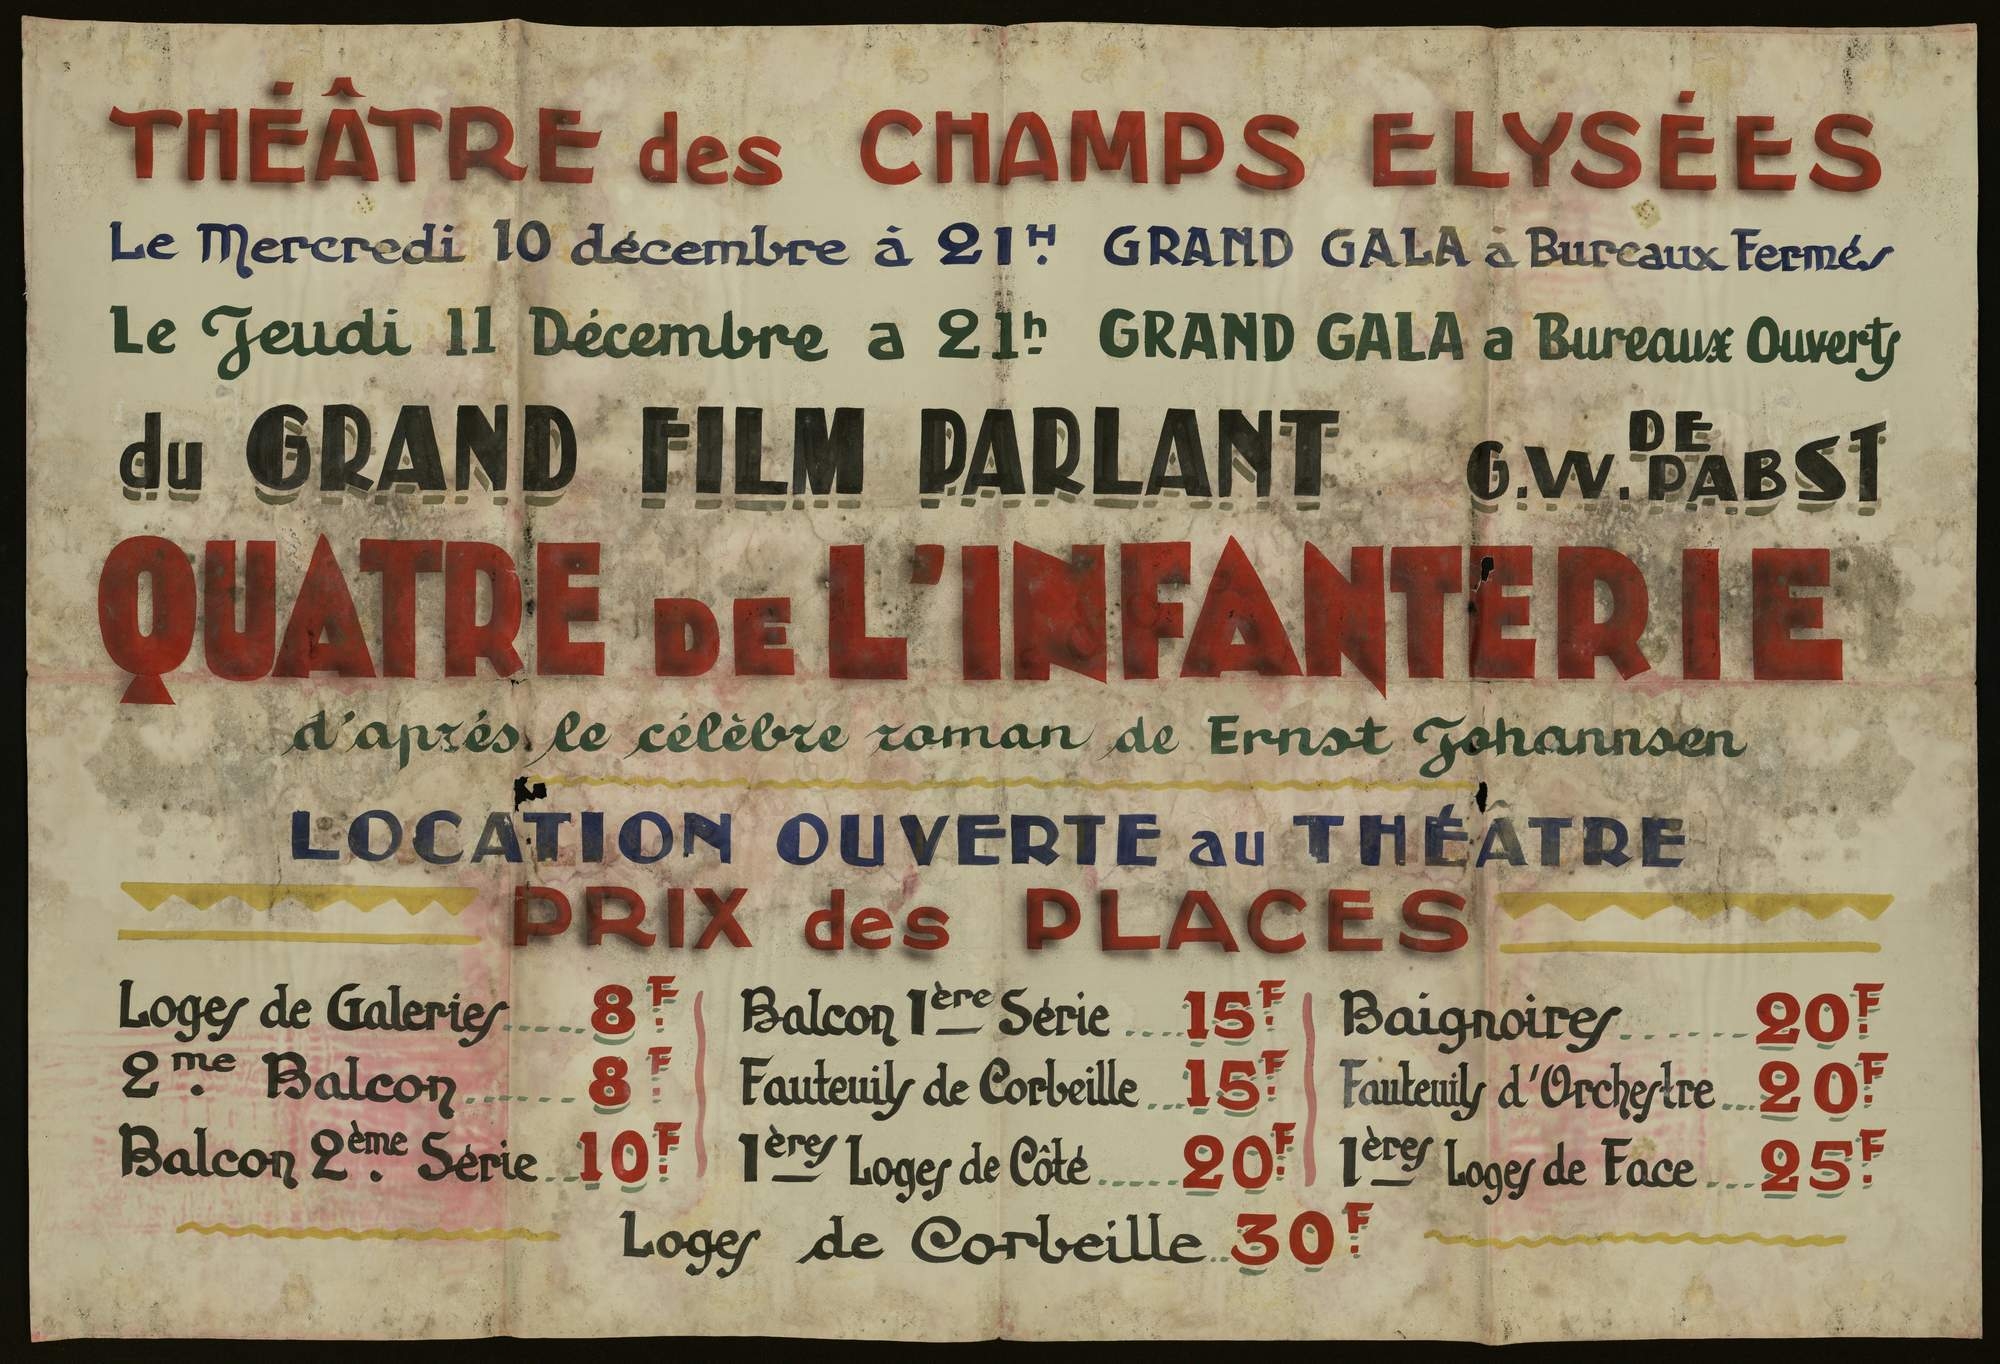 THÉÂTRE des CHAMPS ELYSÉES
Le Mercredi 10 décembre à 21H. GRAND GALA à Bureaux Fermés
Le Jeudi 11 Décembre a 21h GRAND GALA a Bureaux Ouverts
du GRAND FILM PARLANT DE G.W. PABST
QUATRE DE L'INFANTERIE
d'aprés le célèbre roman de Ernst Johannsen
LOCATION OUVERTE au THÉÂTRE
PRIX des PLACES
Loges de Galeries.....8F.
2me. Balcon......8F.
Balcon 2ème. Série...10F.
Balcon 1ère Série....15F.
Fauteuils de Corbeille...15F.
1ères Loges de Côté.....20F.
Baignoires......20F.
Fauteuils d'Orchestre...20F.
1ères Loges de Face....25F.
Loges de Corbeille..30F.